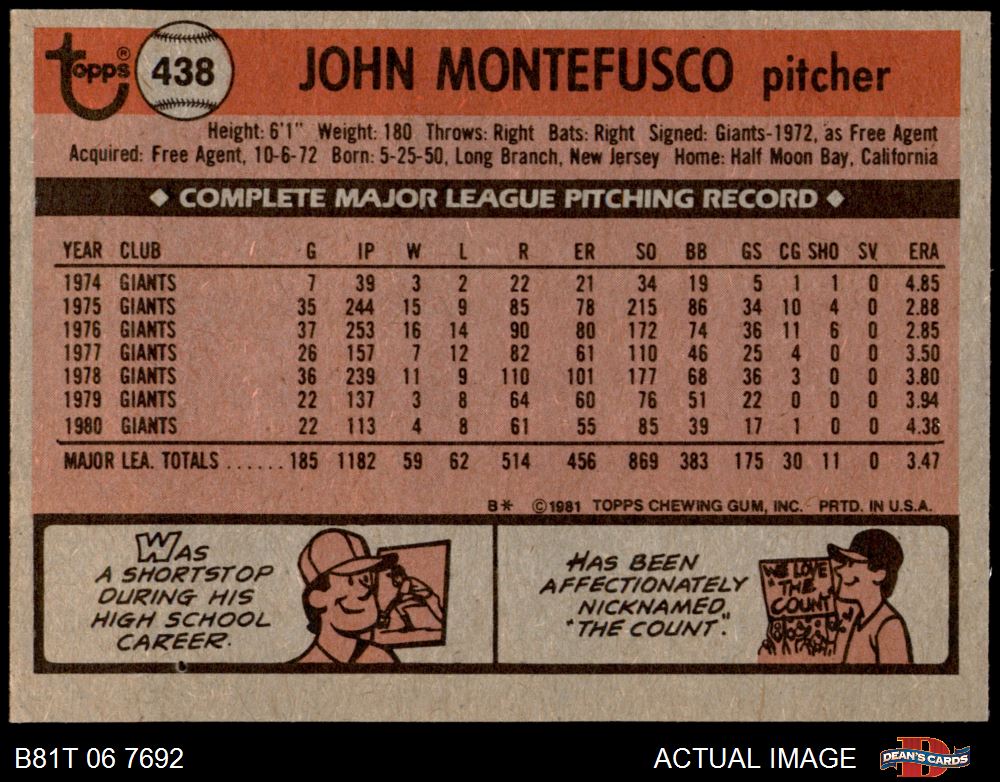 Topps® 438 JOHN MONTEFUSCO pitcher
Height: 6'1" Weight: 180 Throws: Right Bats: Right Signed: Giants-1972, as Free Agent
Acquired: Free Agent, 10-6-72 Born: 5-25-50, Long Branch, New Jersey Home: Half Moon Bay, California
◆ COMPLETE MAJOR LEAGUE PITCHING RECORD ◆
YEAR CLUB G IP W L R ER SO BB GS CG SHO SV. ERA
1974 GIANTS 7 39 3 2 22 21 34 19 5 1 1 0 4.85
1975 GIANTS 35 244 15 9 85 78 215 86 34 10 4 0 2.88
1976 GIANTS 37 253 16 14 90 80 172 74 36 11 6 0 2.85
1977 GIANTS 26 157 7 12 82 61 110 46 25 4 0 0 3.50
1978 GIANTS 36 239 11 9 110 101 177 68 36 3 0 0 3.80
1979 GIANTS 22 137 3 8 64 60 76 51 22 0 0 0 3.94
1980 GIANTS 22 113 4 8 61 55 85 39 17 1 0 0 4.36
MAJOR LEA. TOTALS ...... 185 1182 59 62 514 456 869 383 175 30 11 0 3.47
B* ©1981 TOPPS CHEWING GUM, INC. PRTD. IN U.S.A.
WAS
A SHORTSTOP
DURING HIS
HIGH SCHOOL
CAREER.
HAS BEEN
AFFECTIONATELY
NICKNAMED
"THE COUNT".
WE LOVE
"THE
COUNT"
B81T 06 7692 ACTUAL IMAGE DEAN'S CARDS